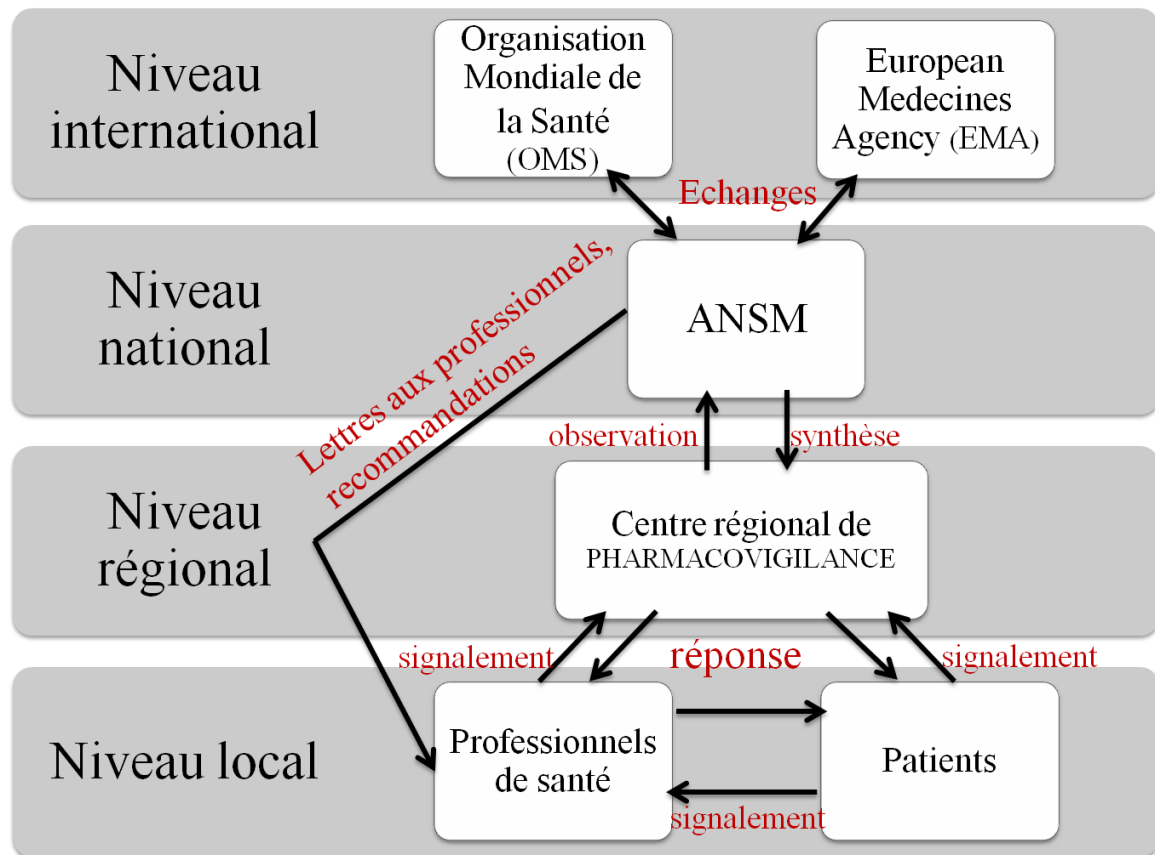 Niveau
international
Organisation
Mondiale de
la Santé
(OMS)
European
Medecines
Agency (EMA)
Echanges
Niveau
national
ANSM
Lettres aux professionnels,
recommandations
observation
synthèse
Niveau
régional
Centre régional de
PHARMACOVIGILANCE
signalement
réponse
signalement
Niveau local
Professionnels
de santé
Patients
signalement